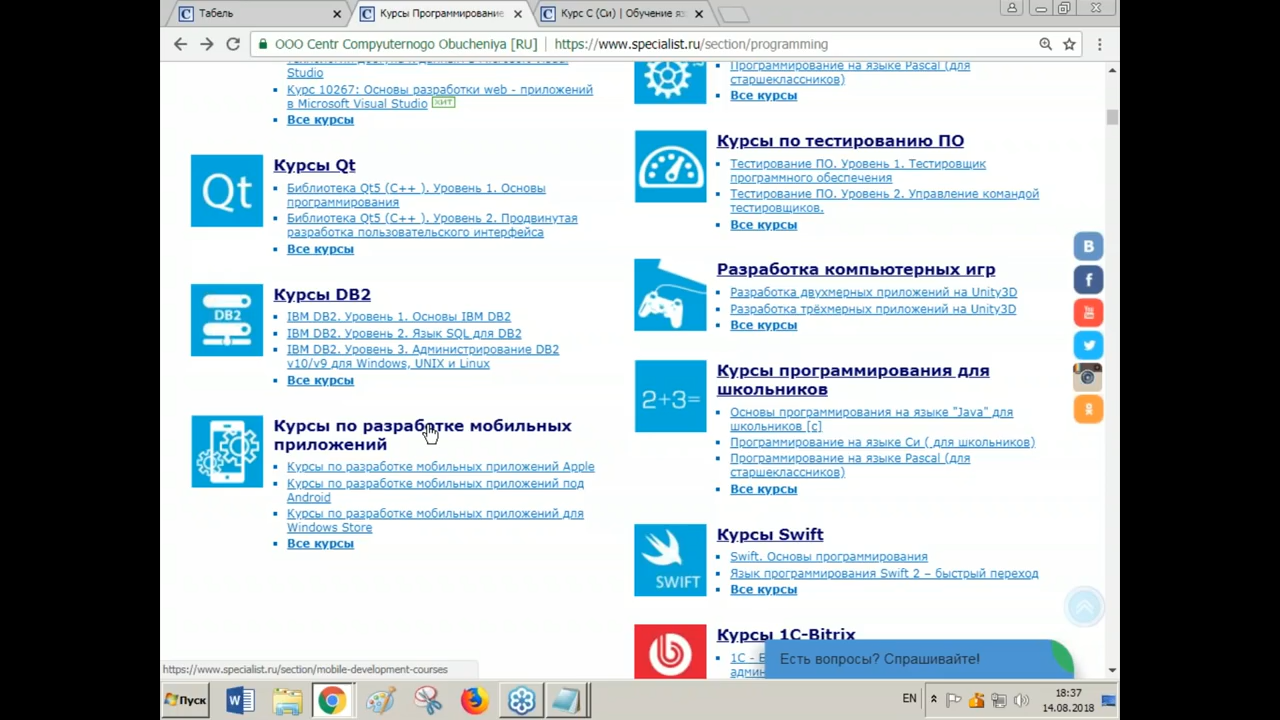 Табель
Курсы Программирование
Курс C (Си) | Обучение яз
OOO Centr Compyuternogo Obucheniya [RU]
https://www.specialist.ru/section/programming
Studio
Курс 10267: Основы разработки web - приложений
в Microsoft Visual Studio хит
Все курсы
Qt
Курсы Qt
Библиотека Qt5 (C++ ). Уровень 1. Основы
программирования
Библиотека Qt5 (C++ ). Уровень 2. Продвинутая
разработка пользовательского интерфейса
Все курсы
DB2
Курсы DB2
IBM DB2. Уровень 1. Основы IBM DB2
IBM DB2. Уровень 2. Язык SQL для DB2
IBM DB2. Уровень 3. Администрирование DB2
v10/v9 для Windows, UNIX и Linux
Все курсы
Курсы по разработке мобильных
приложений
Курсы по разработке мобильных приложений Apple
Курсы по разработке мобильных приложений под
Android
Курсы по разработке мобильных приложений для
Windows Store
Все курсы
Программирование на языке Pascal (для
старшеклассников)
Все курсы
Курсы по тестированию ПО
Тестирование ПО. Уровень 1. Тестировщик
программного обеспечения
Тестирование ПО. Уровень 2. Управление командой
тестировщиков.
Все курсы
Разработка компьютерных игр
Разработка двухмерных приложений на Unity3D
Разработка трёхмерных приложений на Unity3D
Все курсы
2+3=
Курсы программирования для
школьников
Основы программирования на языке "Java" для
школьников [c]
Программирование на языке Си ( для школьников)
Программирование на языке Pascal (для
старшеклассников)
Все курсы
SWIFT
Курсы Swift
Swift. Основы программирования
Язык программирования Swift 2 – быстрый переход
Все курсы
Курсы 1C-Bitrix
1С - Б
админ
Есть вопросы? Спрашивайте!
https://www.specialist.ru/section/mobile-development-courses
Пуск
EN
18:37
14.08.2018